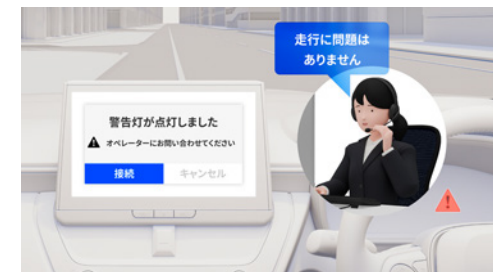 走行に問題は
ありません
警告灯が点灯しました
オペレーターにお問い合わせてください
接続
キャンセル